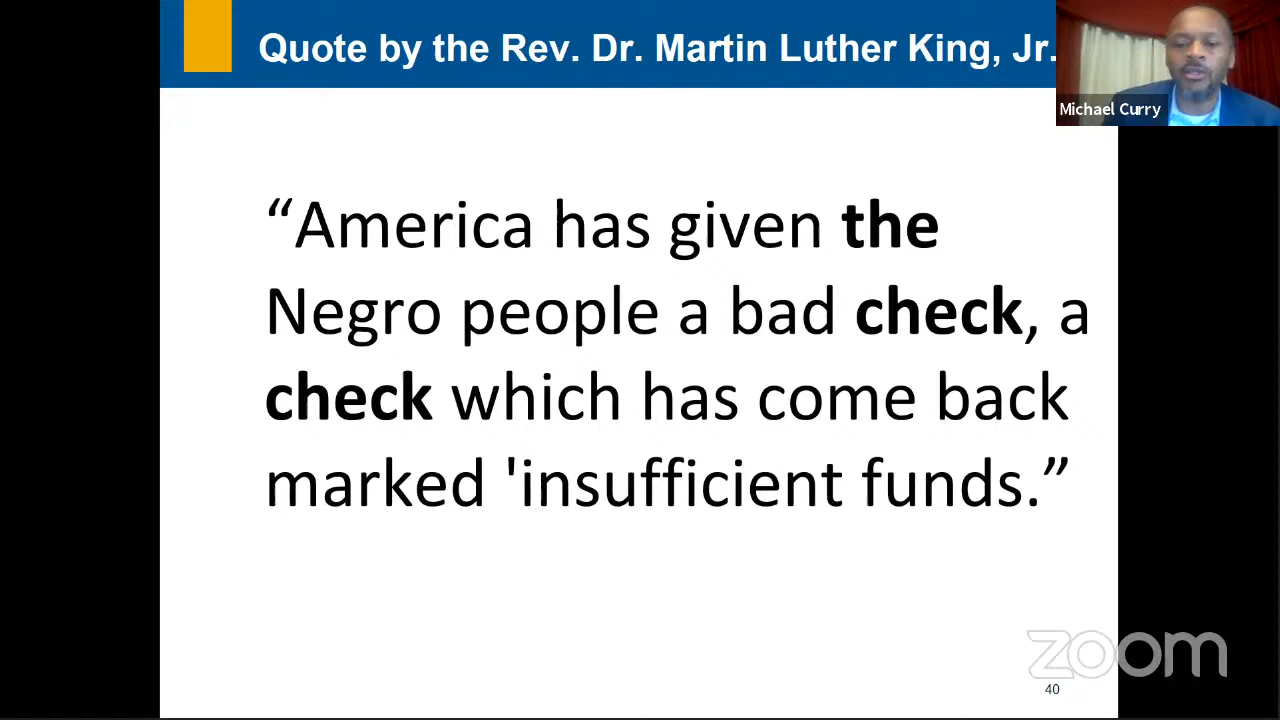 Quote by the Rev. Dr. Martin Luther King, Jr.
Michael Curry
“America has given the
Negro people a bad check, a
check which has come back
marked 'insufficient funds.”
zoom
40